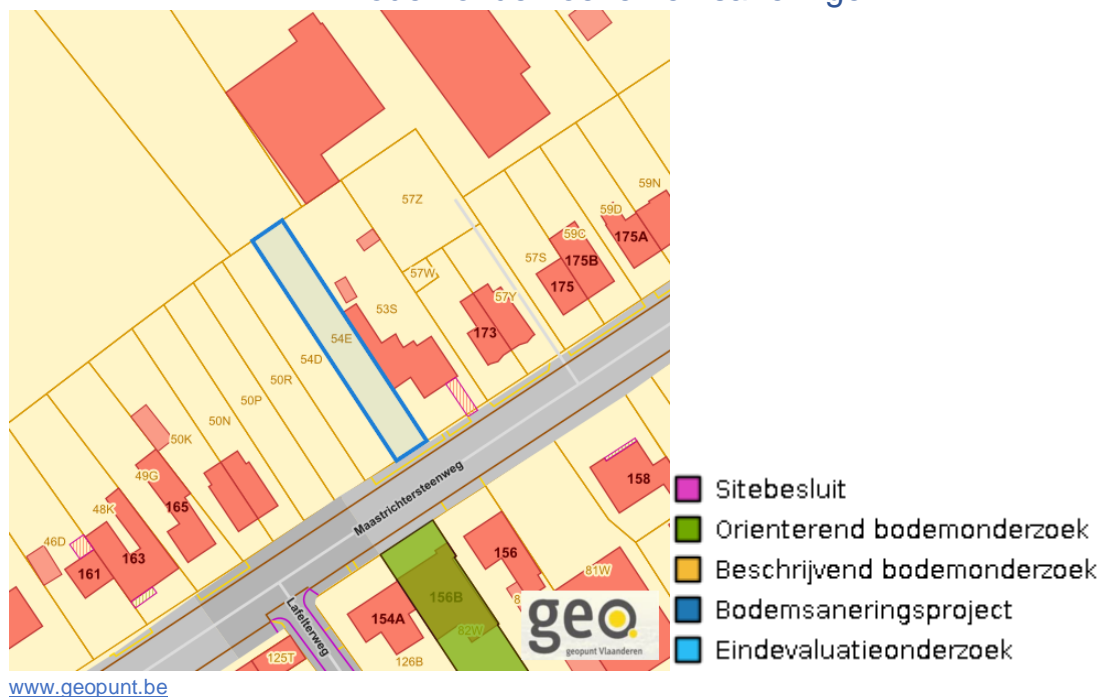 57Z
59N
59D
175A
59C
175B
57S
175
57W
57Y
53S
173
54E
54D
50R
50P
50N
50K
49G
165
48K
163
46D
161
Maastrichtersteenweg
158
156
81W
154A
156B
82W
Lafelterweg
125T
126B
geo
geopunt Vlaanderen
Sitebesluit
Orienterend bodemonderzoek
Beschrijvend bodemonderzoek
Bodemsaneringsproject
Eindevaluatieonderzoek
www.geopunt.be